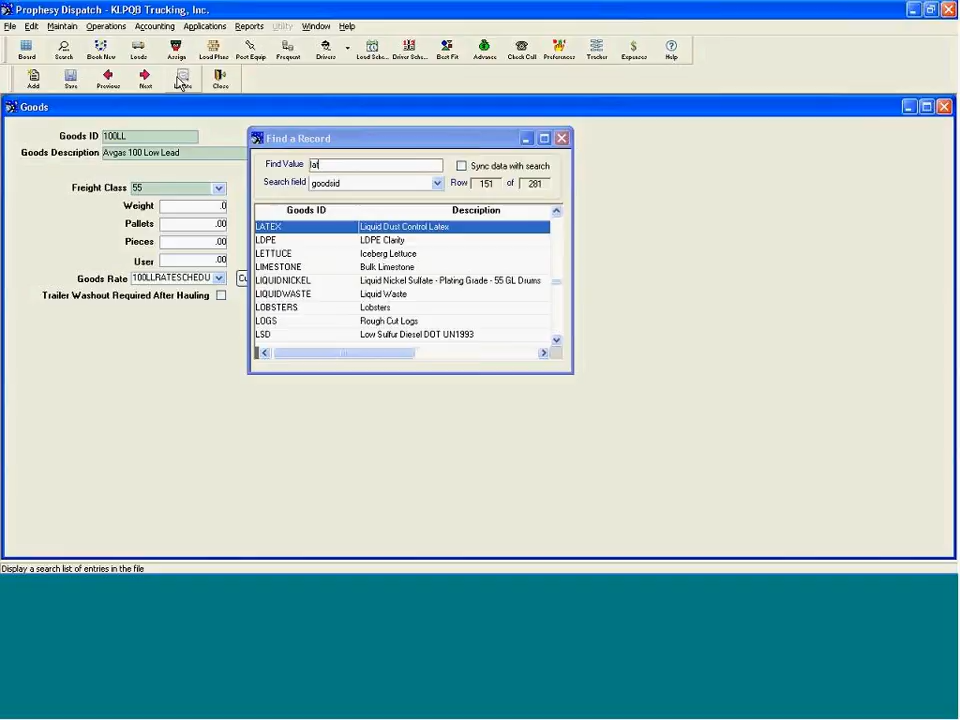 Prophesy Dispatch - KLPQB Trucking, Inc.
File Edit Maintain Operations Accounting Applications Reports Utility Window Help
Board Search Book New Loads Assign Load Plans Post Equip Frequent Drivers Load Sche... Driver Sche... Best Fit Advance Check Call Preferences Tracker Expenses Help
Add Save Previous Next Close
Goods
Goods ID 100LL
Goods Description Avgas 100 Low Lead
Freight Class 55
Weight .0
Pallets .00
Pieces .00
User .00
Goods Rate 100LLRATESCHEDU
Trailer Washout Required After Hauling
Find a Record
Find Value lat
Sync data with search
Search field goodsid
Row 151 of 281
Goods ID Description
LATEX Liquid Dust Control Latex
LDPE LDPE Clarity
LETTUCE Iceberg Lettuce
LIMESTONE Bulk Limestone
LIQUIDNICKEL Liquid Nickel Sulfate - Plating Grade - 55 GL Drums
LIQUIDWASTE Liquid Waste
LOBSTERS Lobsters
LOGS Rough Cut Logs
LSD Low Sulfur Diesel DOT UN1993
Display a search list of entries in the file